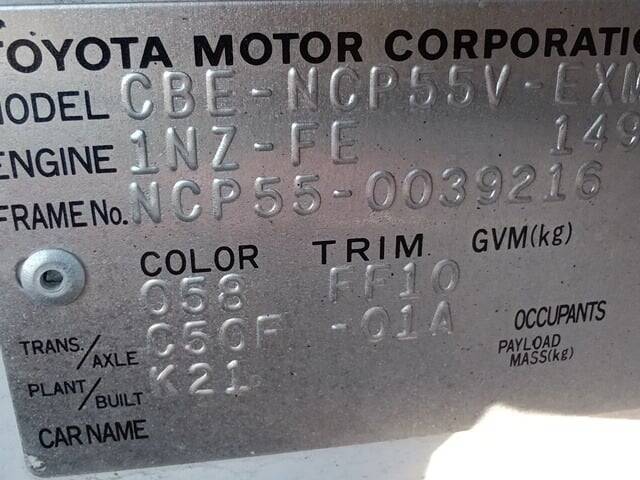 TOYOTA MOTOR CORPORATIO
MODEL CBE-NCP55V-EXM
ENGINE 1NZ-FE 149
FRAME No. NCP55-0039216
COLOR TRIM GVM(kg)
058 FF10
TRANS./AXLE C50F -01A OCCUPANTS
PLANT/BUILT K21 PAYLOAD MASS(kg)
CAR NAME